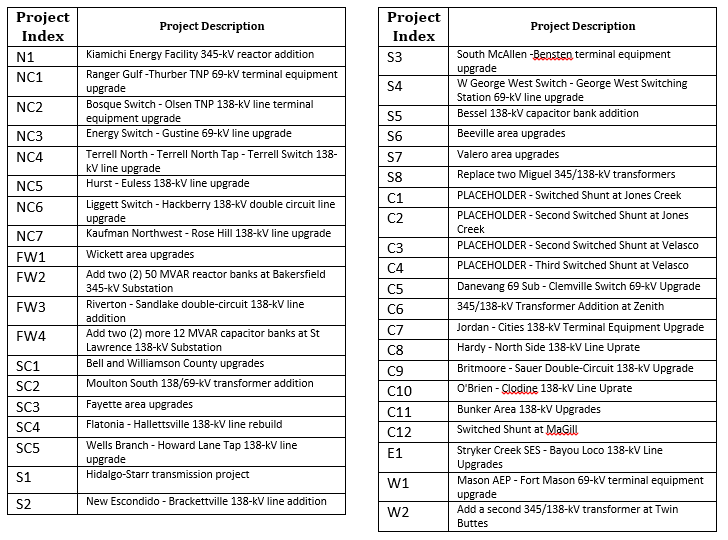 Project
Index
Project Description
N1
Kiamichi Energy Facility 345-kV reactor addition
NC1
Ranger Gulf -Thurber TNP 69-kV terminal equipment
upgrade
NC2
Bosque Switch - Olsen TNP 138-kV line terminal
equipment upgrade
NC3
Energy Switch - Gustine 69-kV line upgrade
NC4
Terrell North - Terrell North Tap - Terrell Switch 138-
kV line upgrade
NC5
Hurst - Euless 138-kV line upgrade
NC6
Liggett Switch - Hackberry 138-kV double circuit line
upgrade
NC7
Kaufman Northwest - Rose Hill 138-kV line upgrade
FW1
Wickett area upgrades
FW2
Add two (2) 50 MVAR reactor banks at Bakersfield
345-kV Substation
FW3
Riverton - Sandlake double-circuit 138-kV line
addition
FW4
Add two (2) more 12 MVAR capacitor banks at St
Lawrence 138-kV Substation
SC1
Bell and Williamson County upgrades
SC2
Moulton South 138/69-kV transformer addition
SC3
Fayette area upgrades
SC4
Flatonia - Hallettsville 138-kV line rebuild
SC5
Wells Branch - Howard Lane Tap 138-kV line
upgrade
S1
Hidalgo-Starr transmission project
S2
New Escondido - Brackettville 138-kV line addition
Project
Index
Project Description
S3
South McAllen -Bensten terminal equipment
upgrade
S4
W George West Switch - George West Switching
Station 69-kV line upgrade
S5
Bessel 138-kV capacitor bank addition
S6
Beeville area upgrades
S7
Valero area upgrades
S8
Replace two Miguel 345/138-kV transformers
C1
PLACEHOLDER - Switched Shunt at Jones Creek
C2
PLACEHOLDER - Second Switched Shunt at Jones
Creek
C3
PLACEHOLDER - Second Switched Shunt at Velasco
C4
PLACEHOLDER - Third Switched Shunt at Velasco
C5
Danevang 69 Sub - Clemville Switch 69-kV Upgrade
C6
345/138-kV Transformer Addition at Zenith
C7
Jordan - Cities 138-kV Terminal Equipment Upgrade
C8
Hardy - North Side 138-kV Line Uprate
C9
Britmoore - Sauer Double-Circuit 138-kV Upgrade
C10
O'Brien - Clodine 138-kV Line Uprate
C11
Bunker Area 138-kV Upgrades
C12
Switched Shunt at MaGill
E1
Stryker Creek SES - Bayou Loco 138-kV Line
Upgrades
W1
Mason AEP - Fort Mason 69-kV terminal equipment
upgrade
W2
Add a second 345/138-kV transformer at Twin
Buttes